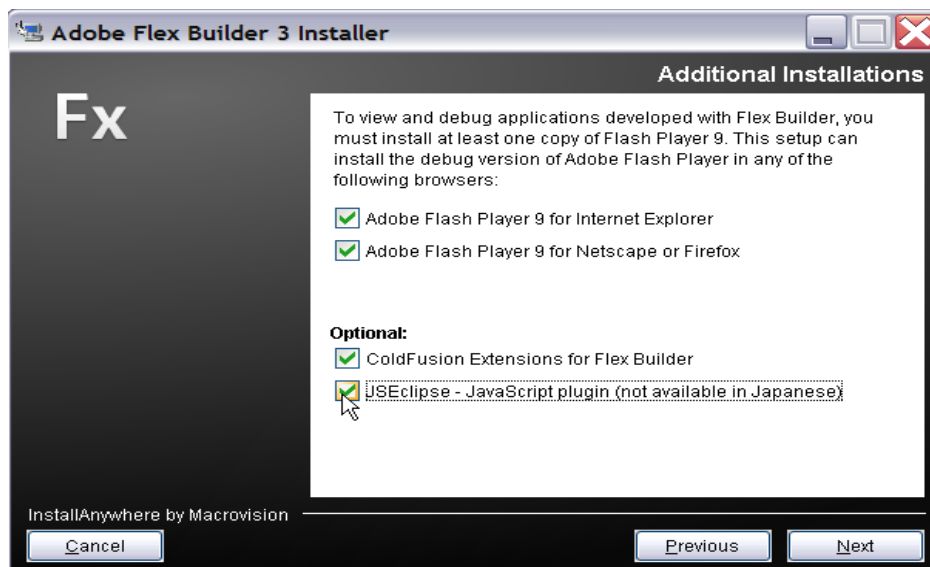 Adobe Flex Builder 3 Installer
Additional Installations
Fx
To view and debug applications developed with Flex Builder, you
must install at least one copy of Flash Player 9. This setup can
install the debug version of Adobe Flash Player in any of the
following browsers:
Adobe Flash Player 9 for Internet Explorer
Adobe Flash Player 9 for Netscape or Firefox
Optional:
ColdFusion Extensions for Flex Builder
JSEclipse - JavaScript plugin (not available in Japanese)
InstallAnywhere by Macrovision
Cancel
Previous
Next